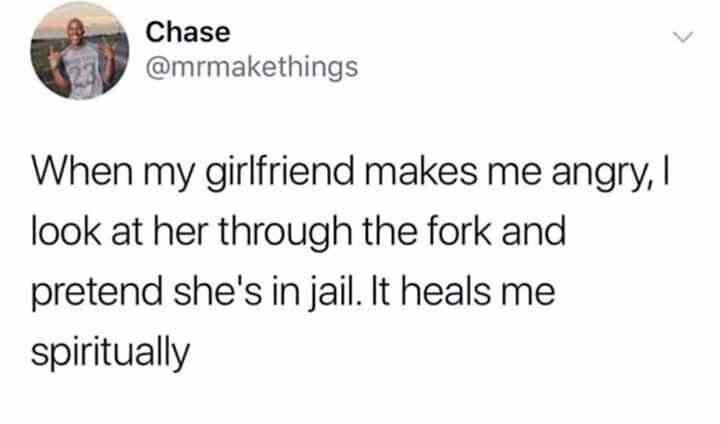 Chase
@mrmakethings
When my girlfriend makes me angry, I
look at her through the fork and
pretend she's in jail. It heals me
spiritually